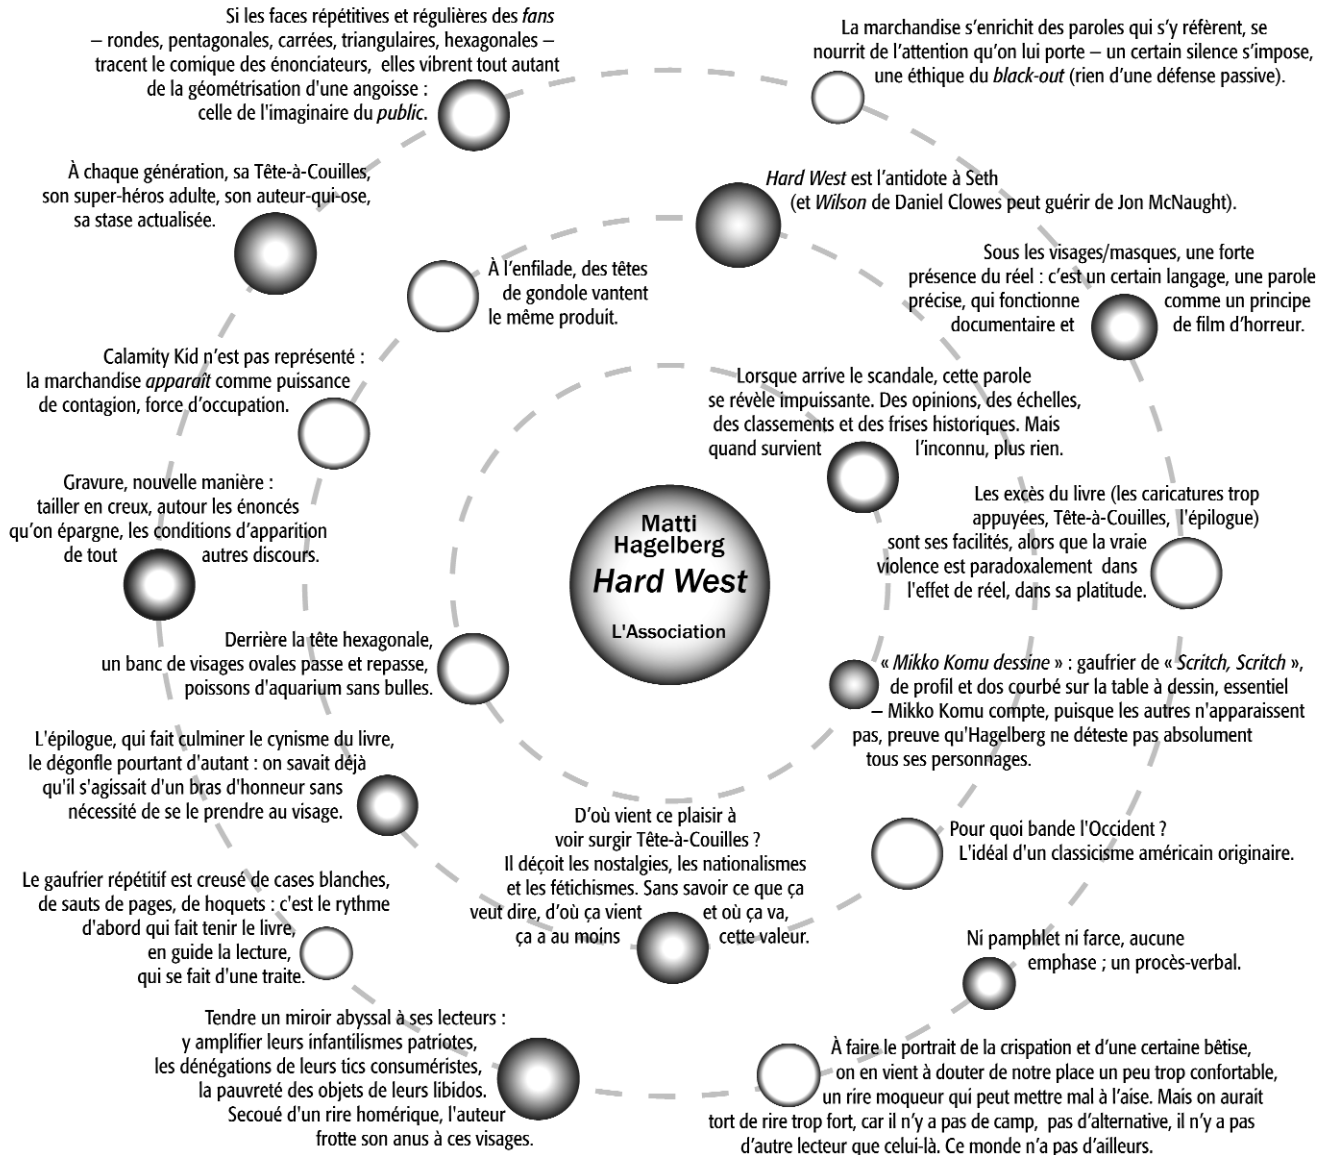 Si les faces répétitives et régulières des fans
– rondes, pentagonales, carrées, triangulaires, hexagonales –
tracent le comique des énonciateurs, elles vibrent tout autant
de la géométrisation d'une angoisse :
celle de l'imaginaire du public.
La marchandise s’enrichit des paroles qui s’y réfèrent, se
nourrit de l’attention qu’on lui porte – un certain silence s’impose,
une éthique du black-out (rien d’une défense passive).
À chaque génération, sa Tête-à-Couilles,
son super-héros adulte, son auteur-qui-ose,
sa stase actualisée.
Hard West est l’antidote à Seth
(et Wilson de Daniel Clowes peut guérir de Jon McNaught).
À l’enfilade, des têtes
de gondole vantent
le même produit.
Sous les visages/masques, une forte
présence du réel : c’est un certain langage, une parole
précise, qui fonctionne comme un principe
documentaire et de film d’horreur.
Calamity Kid n’est pas représenté :
la marchandise apparaît comme puissance
de contagion, force d’occupation.
Lorsque arrive le scandale, cette parole
se révèle impuissante. Des opinions, des échelles,
des classements et des frises historiques. Mais
quand survient l’inconnu, plus rien.
Gravure, nouvelle manière :
tailler en creux, autour les énoncés
qu’on épargne, les conditions d’apparition
de tout autres discours.
Matti
Hagelberg
Hard West
L'Association
Les excès du livre (les caricatures trop
appuyées, Tête-à-Couilles, l'épilogue)
sont ses facilités, alors que la vraie
violence est paradoxalement dans
l'effet de réel, dans sa platitude.
Derrière la tête hexagonale,
un banc de visages ovales passe et repasse,
poissons d'aquarium sans bulles.
« Mikko Komu dessine » : gaufrier de « Scritch, Scritch »,
de profil et dos courbé sur la table à dessin, essentiel
– Mikko Komu compte, puisque les autres n'apparaissent
pas, preuve qu'Hagelberg ne déteste pas absolument
tous ses personnages.
L'épilogue, qui fait culminer le cynisme du livre,
le dégonfle pourtant d'autant : on savait déjà
qu'il s'agissait d'un bras d'honneur sans
nécessité de se le prendre au visage.
D’où vient ce plaisir à
voir surgir Tête-à-Couilles ?
Il déçoit les nostalgies, les nationalismes
et les fétichismes. Sans savoir ce que ça
veut dire, d’où ça vient et où ça va,
ça a au moins cette valeur.
Pour quoi bande l'Occident ?
L'idéal d'un classicisme américain originaire.
Le gaufrier répétitif est creusé de cases blanches,
de sauts de pages, de hoquets : c'est le rythme
d'abord qui fait tenir le livre,
en guide la lecture,
qui se fait d'une traite.
Ni pamphlet ni farce, aucune
emphase ; un procès-verbal.
Tendre un miroir abyssal à ses lecteurs :
y amplifier leurs infantilismes patriotes,
les dénégations de leurs tics consuméristes,
la pauvreté des objets de leurs libidos.
Secoué d'un rire homérique, l'auteur
frotte son anus à ces visages.
À faire le portrait de la crispation et d’une certaine bêtise,
on en vient à douter de notre place un peu trop confortable,
un rire moqueur qui peut mettre mal à l’aise. Mais on aurait
tort de rire trop fort, car il n’y a pas de camp, pas d’alternative, il n’y a pas
d’autre lecteur que celui-là. Ce monde n’a pas d’ailleurs.